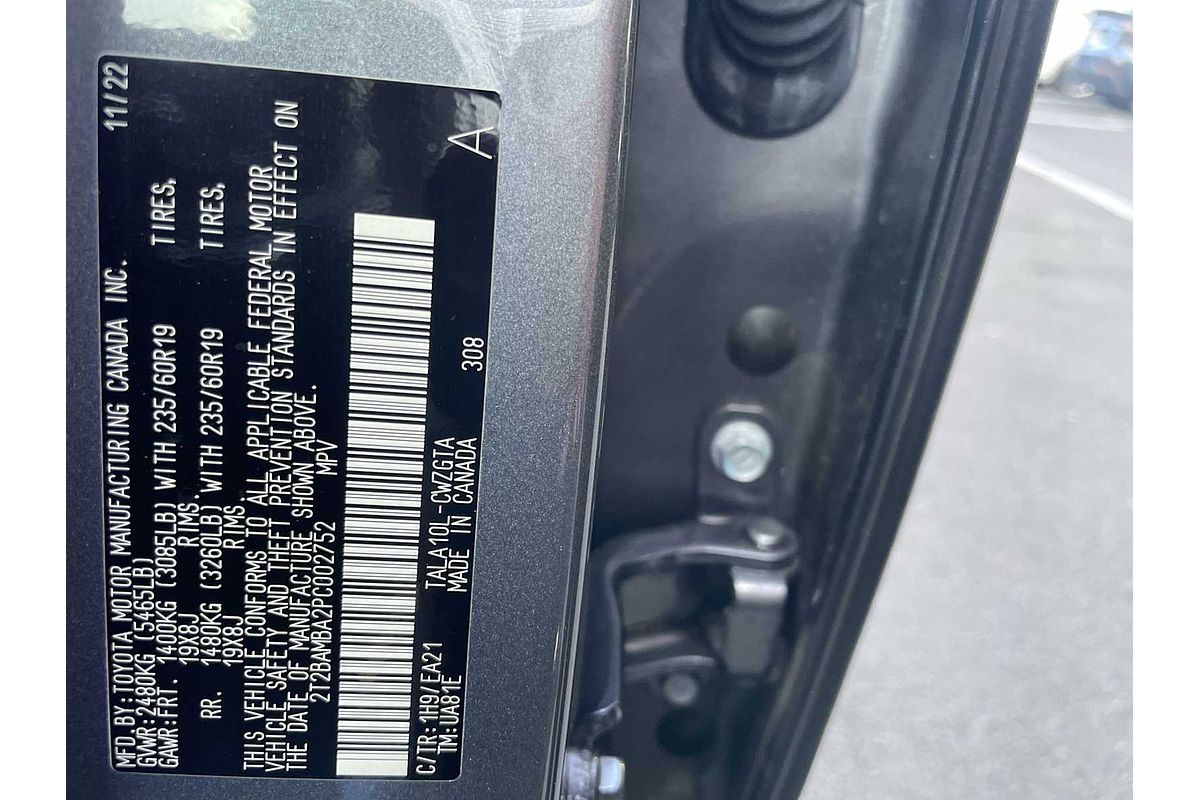 MFD. BY:TOYOTA MOTOR MANUFACTURING CANADA INC. 11/22
GVWR:2480KG (5465LB)
GAWR:FRT. 1400KG (3085LB) WITH 235/60R19 TIRES,
19X8J RIMS,
RR. 1480KG (3260LB) WITH 235/60R19 TIRES,
19X8J RIMS.
THIS VEHICLE CONFORMS TO ALL APPLICABLE FEDERAL MOTOR
VEHICLE SAFETY AND THEFT PREVENTION STANDARDS IN EFFECT ON
THE DATE OF MANUFACTURE SHOWN ABOVE.
2T2BAMBA2PC002752 MPV
A
C/TR:1H9/EA21 TALA10L-CWZGTA
TM:UA81E MADE IN CANADA 308